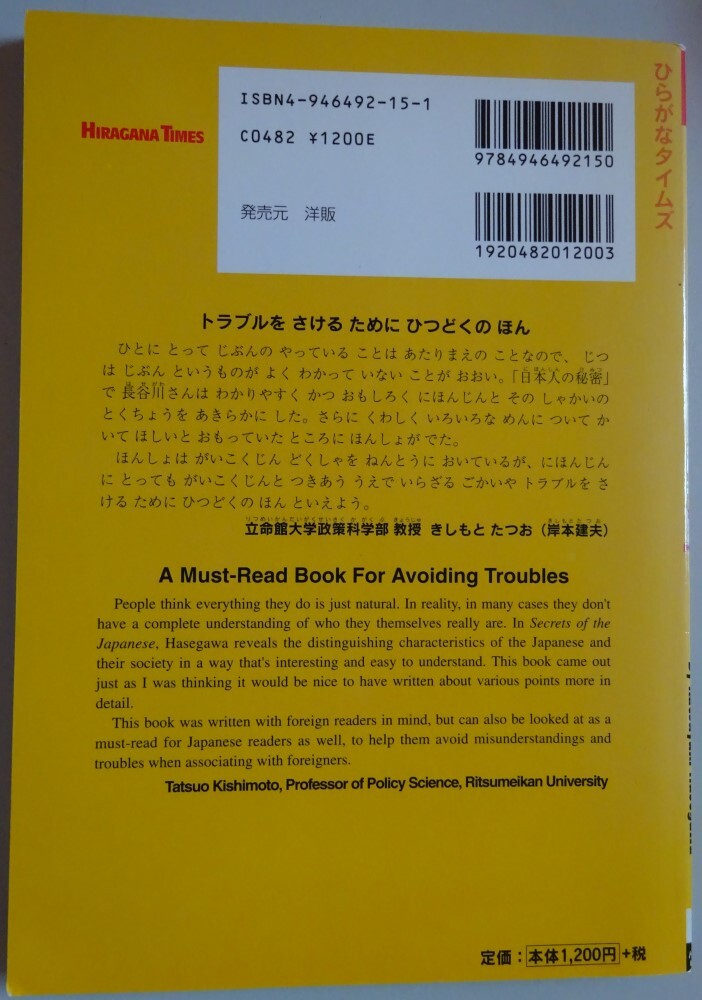 ISBN4-946492-15-1
HIRAGANA TIMES
C0482 ¥1200E
9784946492150
発売元 洋販
1920482012003
ひらがなタイムズ
トラブルを さける ために ひつどくの ほん
ひとに とって じぶんの やっている ことは あたりまえの ことなので、 じつ
は じぶん というものが よく わかって いない ことが おおい。「日本人の秘密」
で 長谷川さんは わかりやすく かつ おもしろく にほんじんと その しゃかいの
とくちょうを あきらかに した。さらに くわしく いろいろな めんに ついて か
いて ほしいと おもっていた ところに ほんしょが でた。
ほんしょは がいこくじん どくしゃを ねんとうに おいているが、にほんじん
に とっても がいこくじんと つきあう うえで いらざる ごかいや トラブルを さ
ける ために ひつどくの ほん といえよう。
立命館大学政策科学部 教授 きしもと たつお（岸本建夫）
A Must-Read Book For Avoiding Troubles
People think everything they do is just natural. In reality, in many cases they don't
have a complete understanding of who they themselves really are. In Secrets of the
Japanese, Hasegawa reveals the distinguishing characteristics of the Japanese and
their society in a way that's interesting and easy to understand. This book came out
just as I was thinking it would be nice to have written about various points more in
detail.
This book was written with foreign readers in mind, but can also be looked at as a
must-read for Japanese readers as well, to help them avoid misunderstandings and
troubles when associating with foreigners.
Tatsuo Kishimoto, Professor of Policy Science, Ritsumeikan University
定価：本体1,200円+税